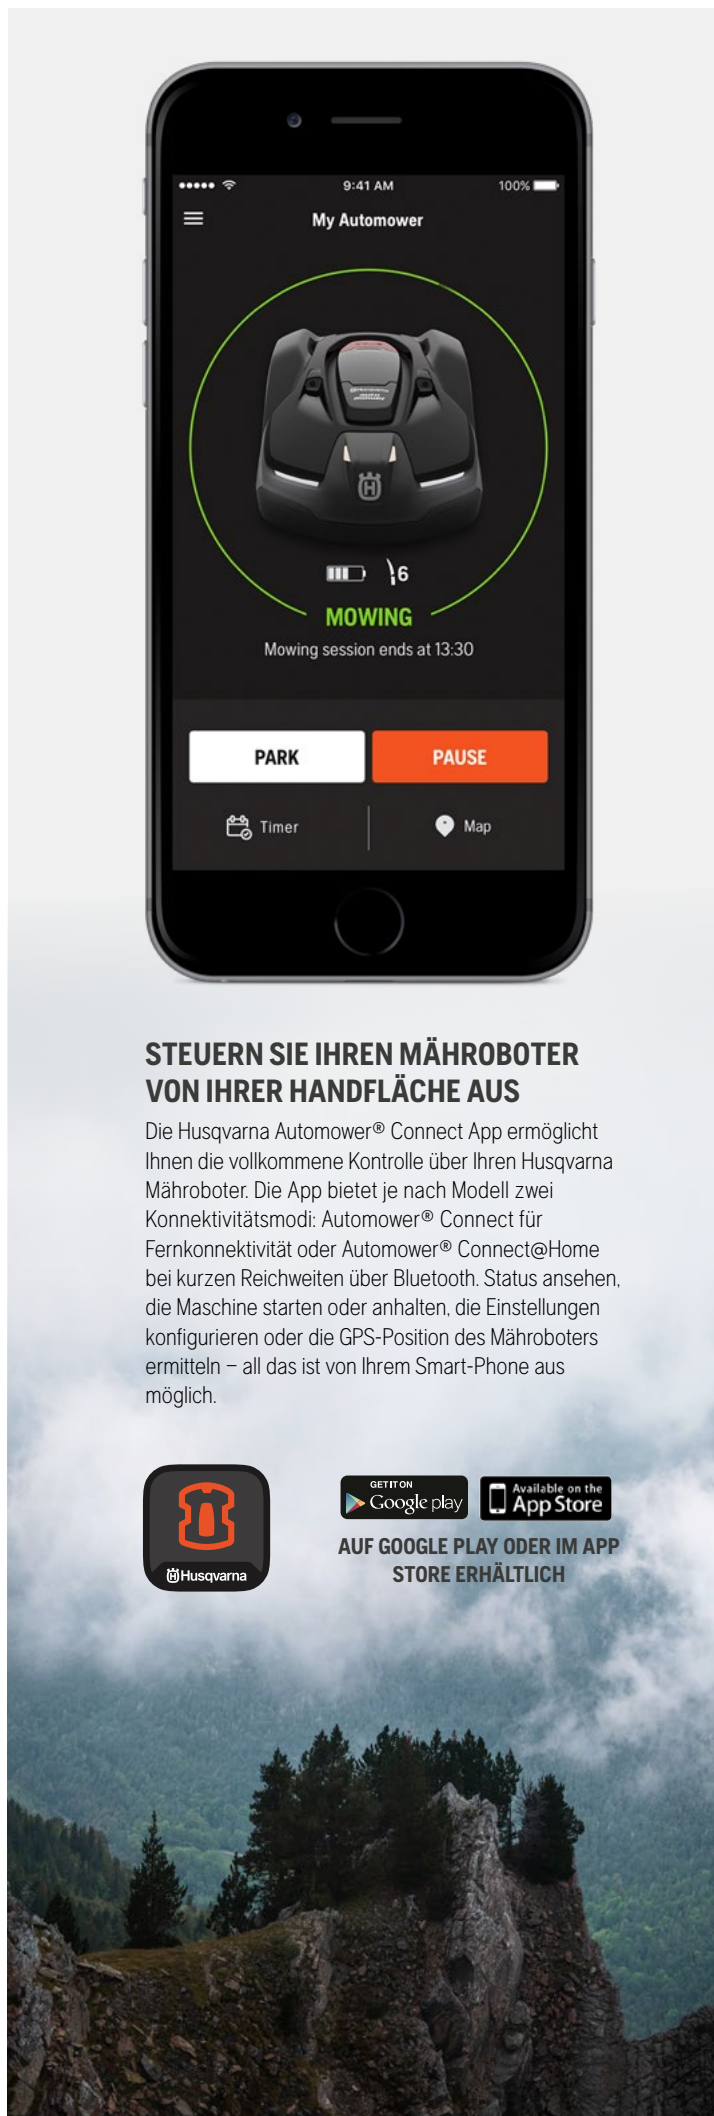 9:41 AM
100%
My Automower
H
6
MOWING
Mowing session ends at 13:30
PARK
PAUSE
Timer
Map
STEUERN SIE IHREN MÄHROBOTER
VON IHRER HANDFLÄCHE AUS
Die Husqvarna Automower® Connect App ermöglicht
Ihnen die vollkommene Kontrolle über Ihren Husqvarna
Mähroboter. Die App bietet je nach Modell zwei
Konnektivitätsmodi: Automower® Connect für
Fernkonnektivität oder Automower® Connect@Home
bei kurzen Reichweiten über Bluetooth. Status ansehen,
die Maschine starten oder anhalten, die Einstellungen
konfigurieren oder die GPS-Position des Mähroboters
ermitteln – all das ist von Ihrem Smart-Phone aus
möglich.
H Husqvarna
GET IT ON
Google play
Available on the
App Store
AUF GOOGLE PLAY ODER IM APP
STORE ERHÄLTLICH